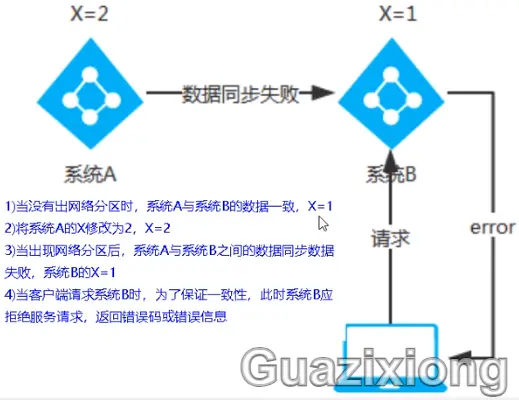 X=2
X=1
数据同步失败
系统A
系统B
1)当没有出网络分区时，系统A与系统B的数据一致，X=1
2)将系统A的X修改为2，X=2
3)当出现网络分区后，系统A与系统B之间的数据同步数据
失败，系统B的X=1
4)当客户端请求系统B时，为了保证一致性，此时系统B应
拒绝服务请求，返回错误码或错误信息
请求
error
Guazixiong